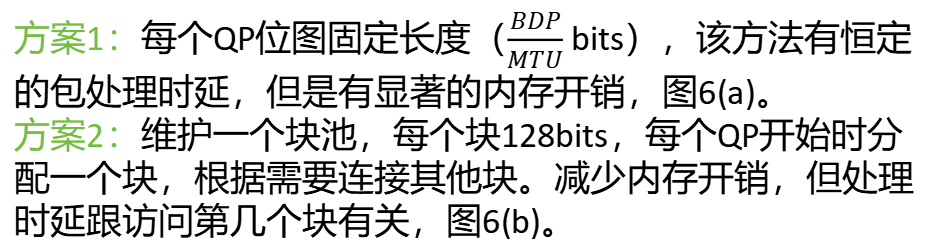 方案1：每个QP位图固定长度（$\frac{BDP}{MTU}$ bits），该方法有恒定
的包处理时延，但是有显著的内存开销，图6(a)。
方案2：维护一个块池，每个块128bits，每个QP开始时分
配一个块，根据需要连接其他块。减少内存开销，但处理
时延跟访问第几个块有关，图6(b)。